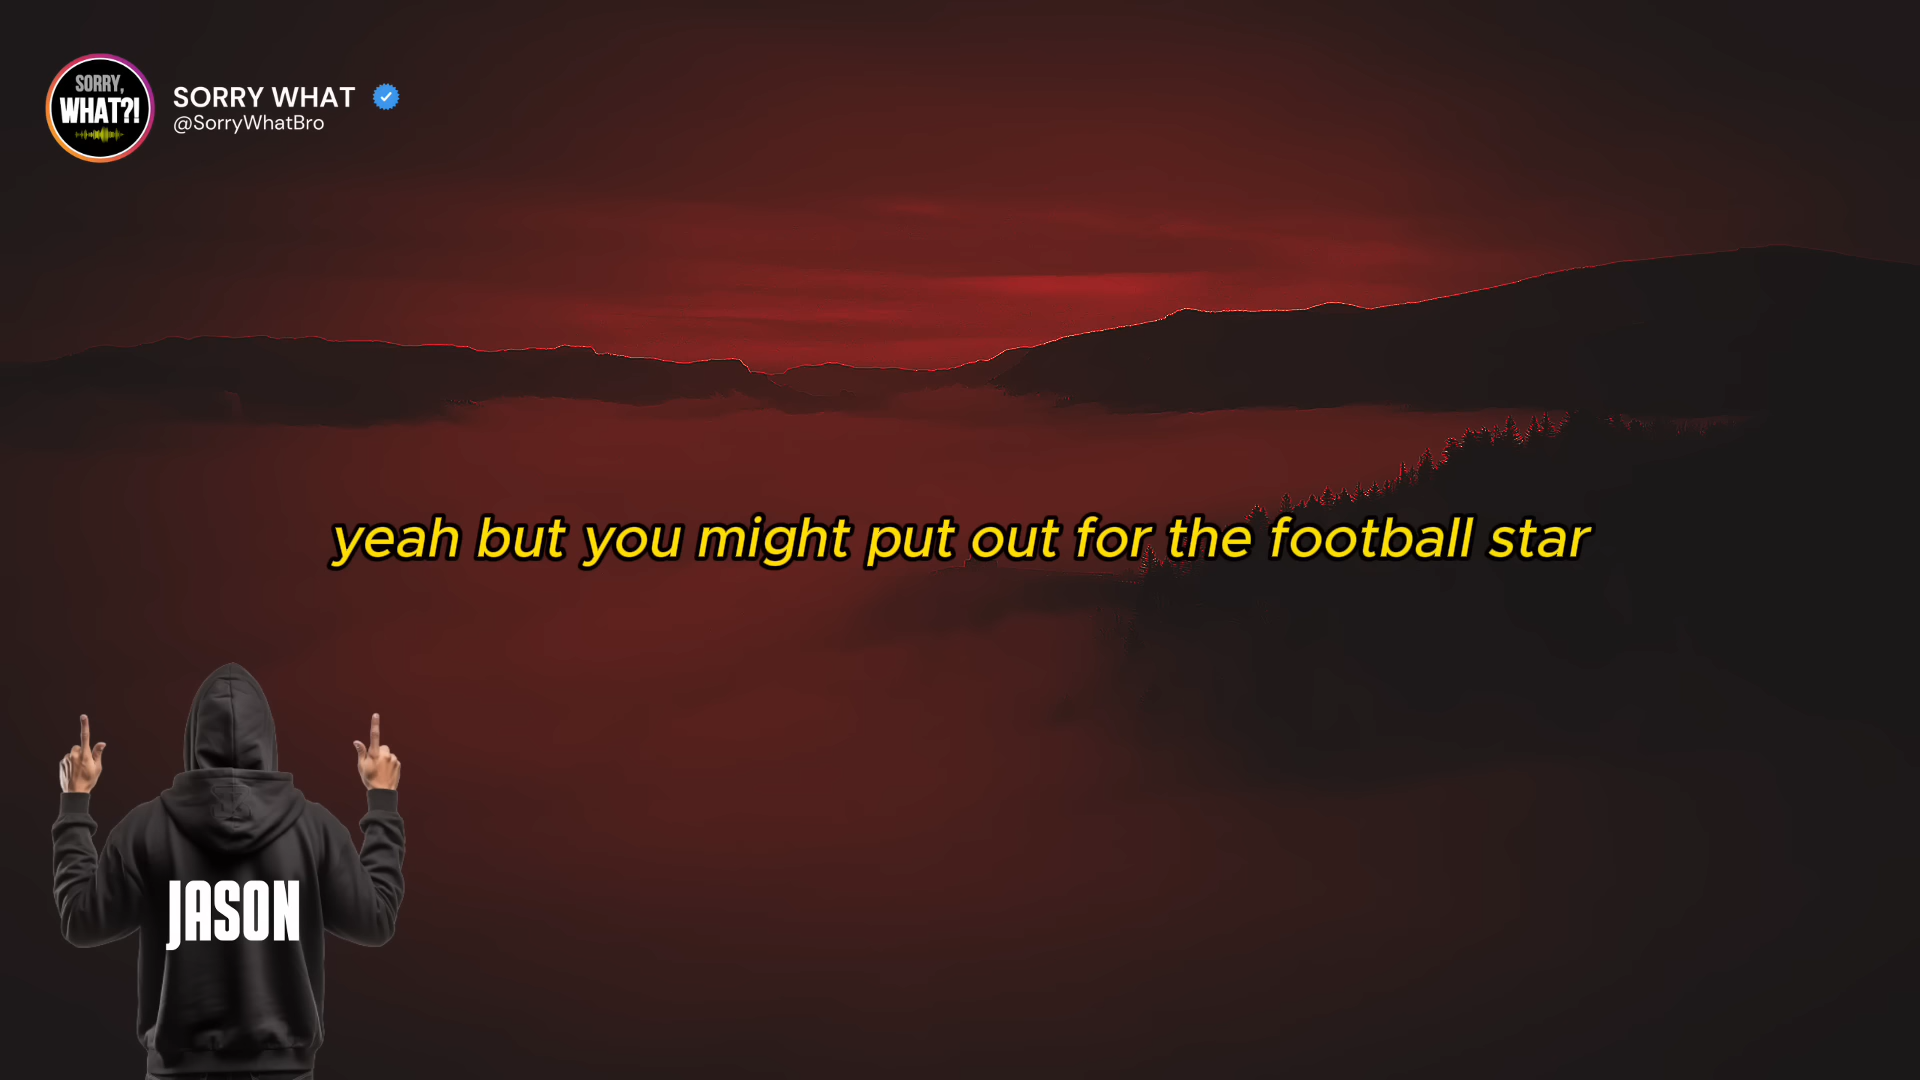 SORRY,
WHAT?!
SORRY WHAT
@SorryWhatBro
yeah but you might put out for the football star
JASON